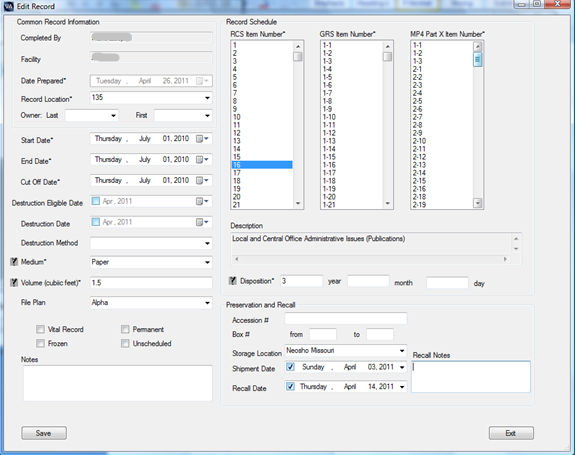 Edit Record
Common Record Information
Completed By
Facility
Date Prepared* Tuesday , April 26, 2011
Record Location* 135
Owner: Last First
Start Date* Thursday , July 01, 2010
End Date* Thursday , July 01, 2010
Cut Off Date* Thursday , July 01, 2010
Destruction Eligible Date Apr , 2011
Destruction Date Apr , 2011
Destruction Method
? Medium* Paper
? Volume (cubic feet)* 1.5
File Plan Alpha
Vital Record Permanent
Frozen Unscheduled
Notes
Save
Record Schedule
RCS Item Number* GRS Item Number* MP4 Part X Item Number*
1 1-1 1-1
2 1-2 1-2
3 1-3 1-3
4 1-4 2-1
5 1-5 2-2
6 1-6 2-3
7 1-7 2-4
8 1-8 2-5
9 1-9 2-6
10 1-10 2-7
11 1-11 2-8
12 1-12 2-9
13 1-13 2-10
14 1-14 2-11
15 1-15 2-12
16 1-16 2-13
17 1-17 2-14
18 1-18 2-16
19 1-19 2-17
20 1-20 2-18
21 1-21 2-19
Description
Local and Central Office Administrative Issues (Publications)
? Disposition* 3 year month day
Preservation and Recall
Accession #
Box # from to
Storage Location Neosho Missouri
Recall Notes
Shipment Date Sunday , April 03, 2011
Recall Date Thursday , April 14, 2011
Exit